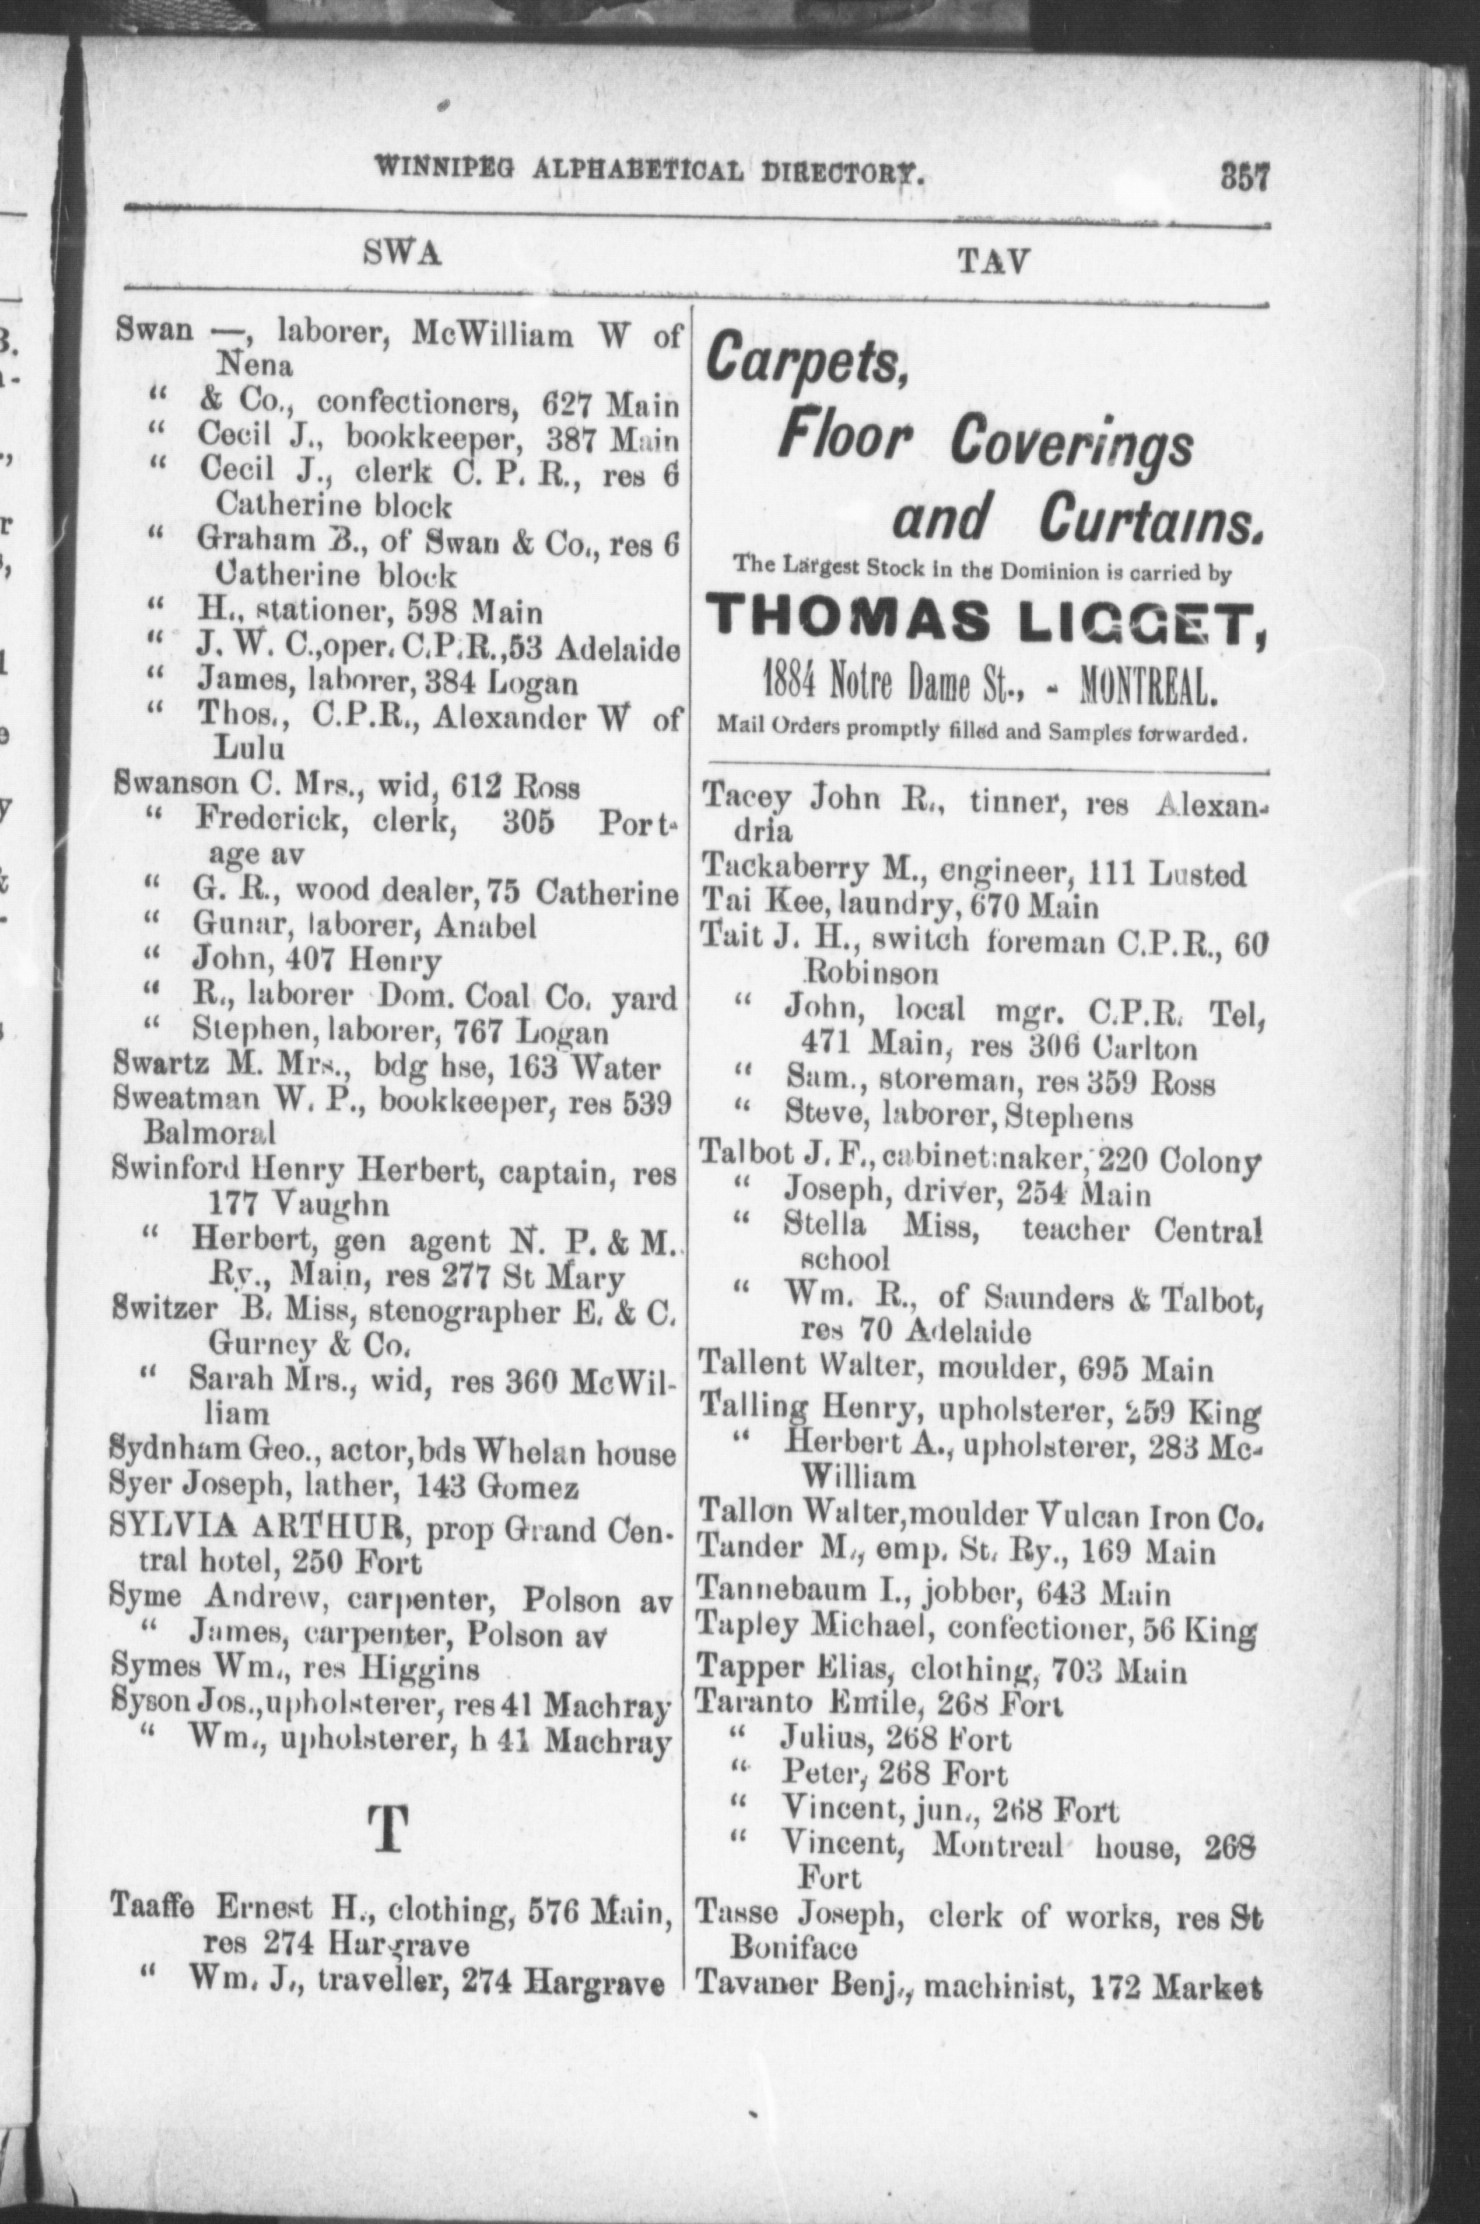 WINNIPEG ALPHABETICAL DIRECTORY. 357
SWA TAV
Swan —, laborer, McWilliam W of
Nena
“ & Co., confectioners, 627 Main
“ Cecil J., bookkeeper, 387 Main
“ Cecil J., clerk C. P. R., res 6
Catherine block
“ Graham B., of Swan & Co., res 6
Catherine block
“ H., stationer, 598 Main
“ J. W. C.,oper. C.P.R.,53 Adelaide
“ James, laborer, 384 Logan
“ Thos., C.P.R., Alexander W of
Lulu
Swanson C. Mrs., wid, 612 Ross
“ Frederick, clerk, 305 Port-
age av
“ G. R., wood dealer, 75 Catherine
“ Gunar, laborer, Anabel
“ John, 407 Henry
“ R., laborer Dom. Coal Co. yard
“ Stephen, laborer, 767 Logan
Swartz M. Mrs., bdg hse, 163 Water
Sweatman W. P., bookkeeper, res 539
Balmoral
Swinford Henry Herbert, captain, res
177 Vaughn
“ Herbert, gen agent N. P. & M.
Ry., Main, res 277 St Mary
Switzer B. Miss, stenographer E. & C.
Gurney & Co.
“ Sarah Mrs., wid, res 360 McWil-
liam
Sydnham Geo., actor, bds Whelan house
Syer Joseph, lather, 143 Gomez
SYLVIA ARTHUR, prop Grand Cen-
tral hotel, 250 Fort
Syme Andrew, carpenter, Polson av
“ James, carpenter, Polson av
Symes Wm., res Higgins
Syson Jos., upholsterer, res 41 Machray
“ Wm., upholsterer, h 41 Machray
T
Taaffe Ernest H., clothing, 576 Main,
res 274 Hargrave
“ Wm. J., traveller, 274 Hargrave
Carpets,
Floor Coverings
and Curtains.
The Largest Stock in the Dominion is carried by
THOMAS LIGGET,
1884 Notre Dame St., - MONTREAL.
Mail Orders promptly filled and Samples forwarded.
Tacey John R., tinner, res Alexan-
dria
Tackaberry M., engineer, 111 Lusted
Tai Kee, laundry, 670 Main
Tait J. H., switch foreman C.P.R., 60
Robinson
“ John, local mgr. C.P.R. Tel,
471 Main, res 306 Carlton
“ Sam., storeman, res 359 Ross
“ Steve, laborer, Stephens
Talbot J. F., cabinetmaker, 220 Colony
“ Joseph, driver, 254 Main
“ Stella Miss, teacher Central
school
“ Wm. R., of Saunders & Talbot,
res 70 Adelaide
Tallent Walter, moulder, 695 Main
Talling Henry, upholsterer, 259 King
“ Herbert A., upholsterer, 283 Mc-
William
Tallon Walter, moulder Vulcan Iron Co.
Tander M., emp. St. Ry., 169 Main
Tannebaum I., jobber, 643 Main
Tapley Michael, confectioner, 56 King
Tapper Elias, clothing, 703 Main
Taranto Emile, 268 Fort
“ Julius, 268 Fort
“ Peter, 268 Fort
“ Vincent, jun., 268 Fort
“ Vincent, Montreal house, 268
Fort
Tasse Joseph, clerk of works, res St
Boniface
Tavaner Benj., machinist, 172 Market